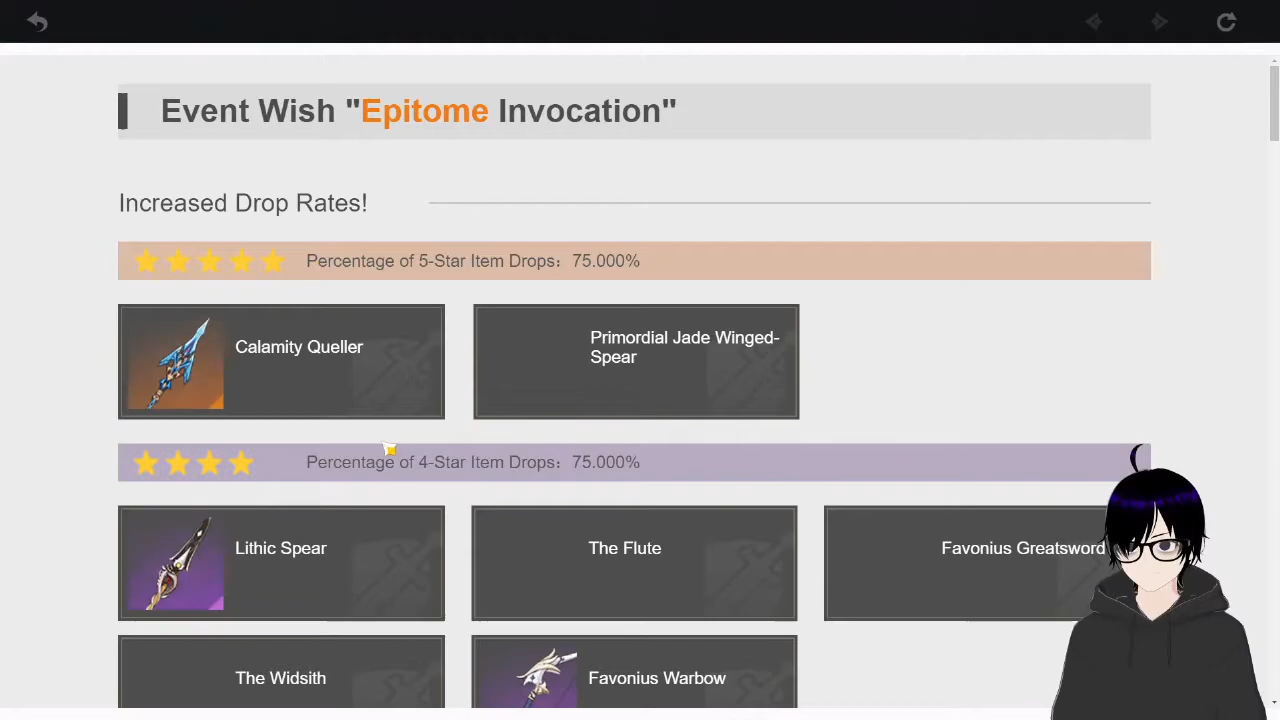 Event Wish "Epitome Invocation"
Increased Drop Rates!
Percentage of 5-Star Item Drops：75.000%
Calamity Queller
Primordial Jade Winged-
Spear
Percentage of 4-Star Item Drops：75.000%
Lithic Spear
The Flute
Favonius Greatsword
The Widsith
Favonius Warbow